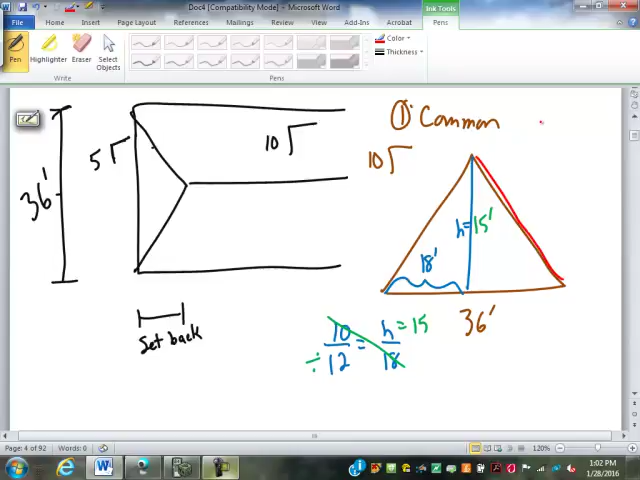 Doc4 [Compatibility Mode] - Microsoft Word
Ink Tools
File
Home
Insert
Page Layout
References
Mailings
Review
View
Add-Ins
Acrobat
Pens
Pen
Highlighter
Eraser
Select Objects
Color
Thickness
Write
Pens
① Common
10
10
5
36'
h=15'
18'
36'
Set back
10/12 = h/18 = 15
÷
Page: 4 of 92
Words: 0
120%
1:02 PM
1/28/2016